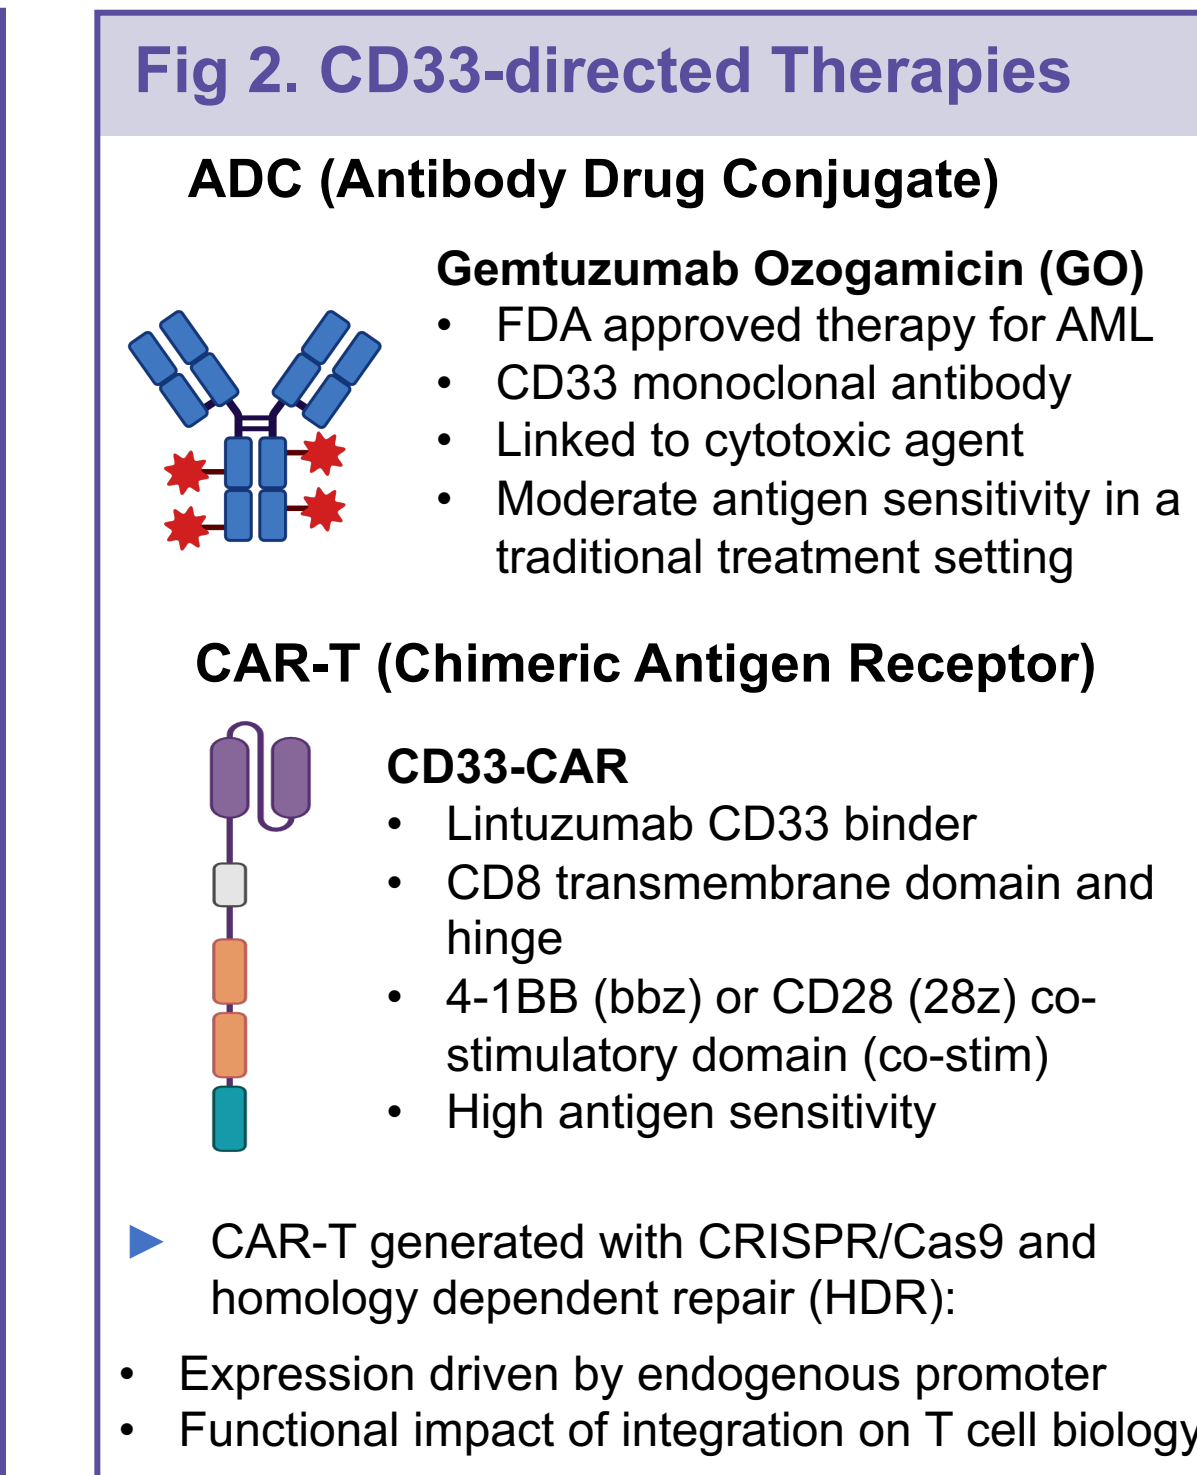 Fig 2. CD33-directed Therapies
ADC (Antibody Drug Conjugate)
Gemtuzumab Ozogamicin (GO)
• FDA approved therapy for AML
• CD33 monoclonal antibody
• Linked to cytotoxic agent
• Moderate antigen sensitivity in a
traditional treatment setting
CAR-T (Chimeric Antigen Receptor)
CD33-CAR
• Lintuzumab CD33 binder
• CD8 transmembrane domain and
hinge
• 4-1BB (bbz) or CD28 (28z) co-
stimulatory domain (co-stim)
• High antigen sensitivity
► CAR-T generated with CRISPR/Cas9 and
homology dependent repair (HDR):
• Expression driven by endogenous promoter
• Functional impact of integration on T cell biology